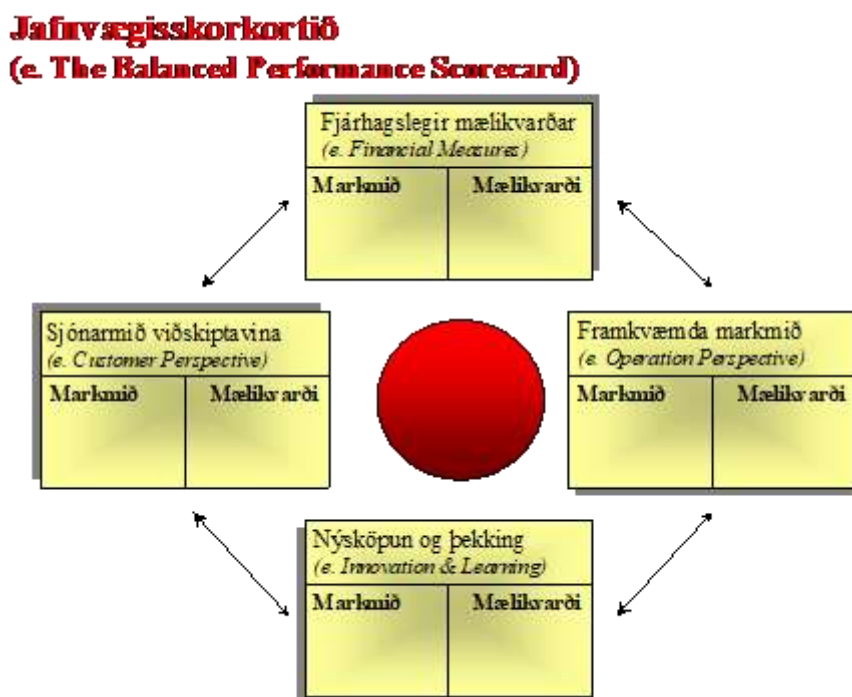 Jafnvægisskorkortið
(e. The Balanced Performance Scorecard)
Fjárhagslegir mælikvarðar
(e. Financial Measures)
Markmið Mælikvarði
Sjónarmið viðskiptavina
(e. Customer Perspective)
Markmið Mælikvarði
Framkvæmda markmið
(e. Operation Perspective)
Markmið Mælikvarði
Nýsköpun og þekking
(e. Innovation & Learning)
Markmið Mælikvarði